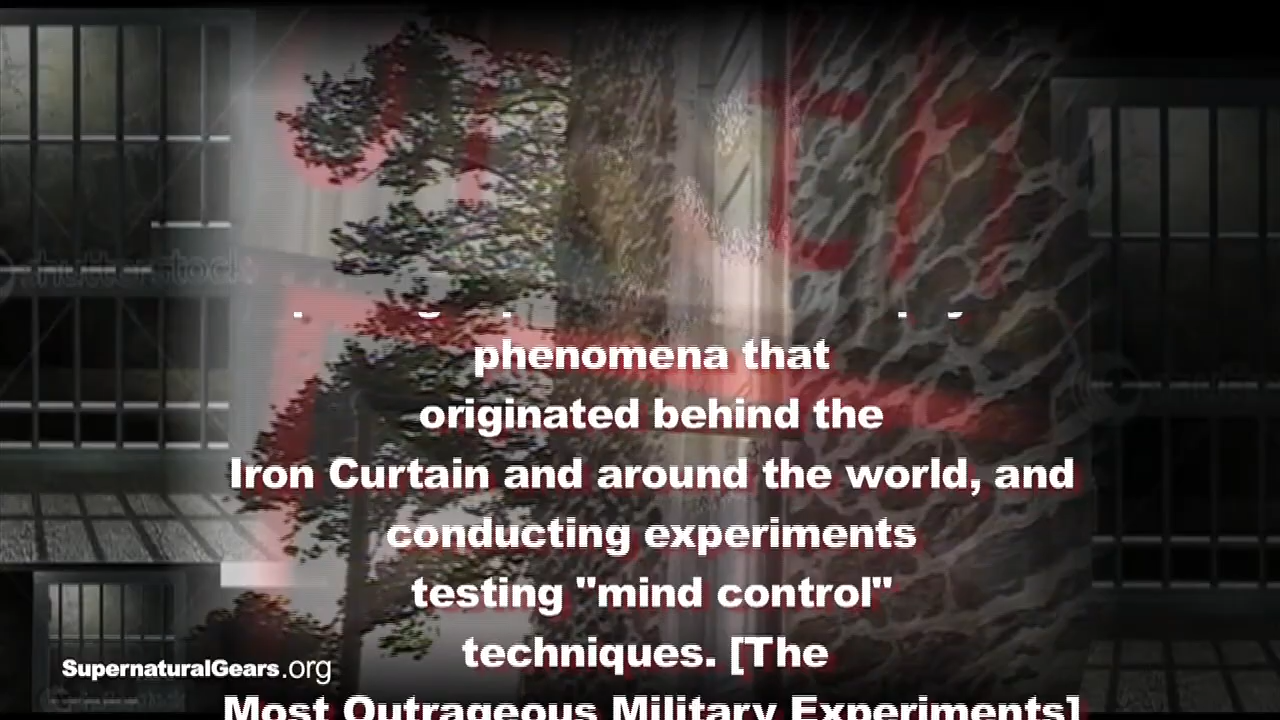 phenomena that
originated behind the
Iron Curtain and around the world, and
conducting experiments
testing "mind control"
techniques. [The
Most Outrageous Military Experiments]
SupernaturalGears.org
shutterstock